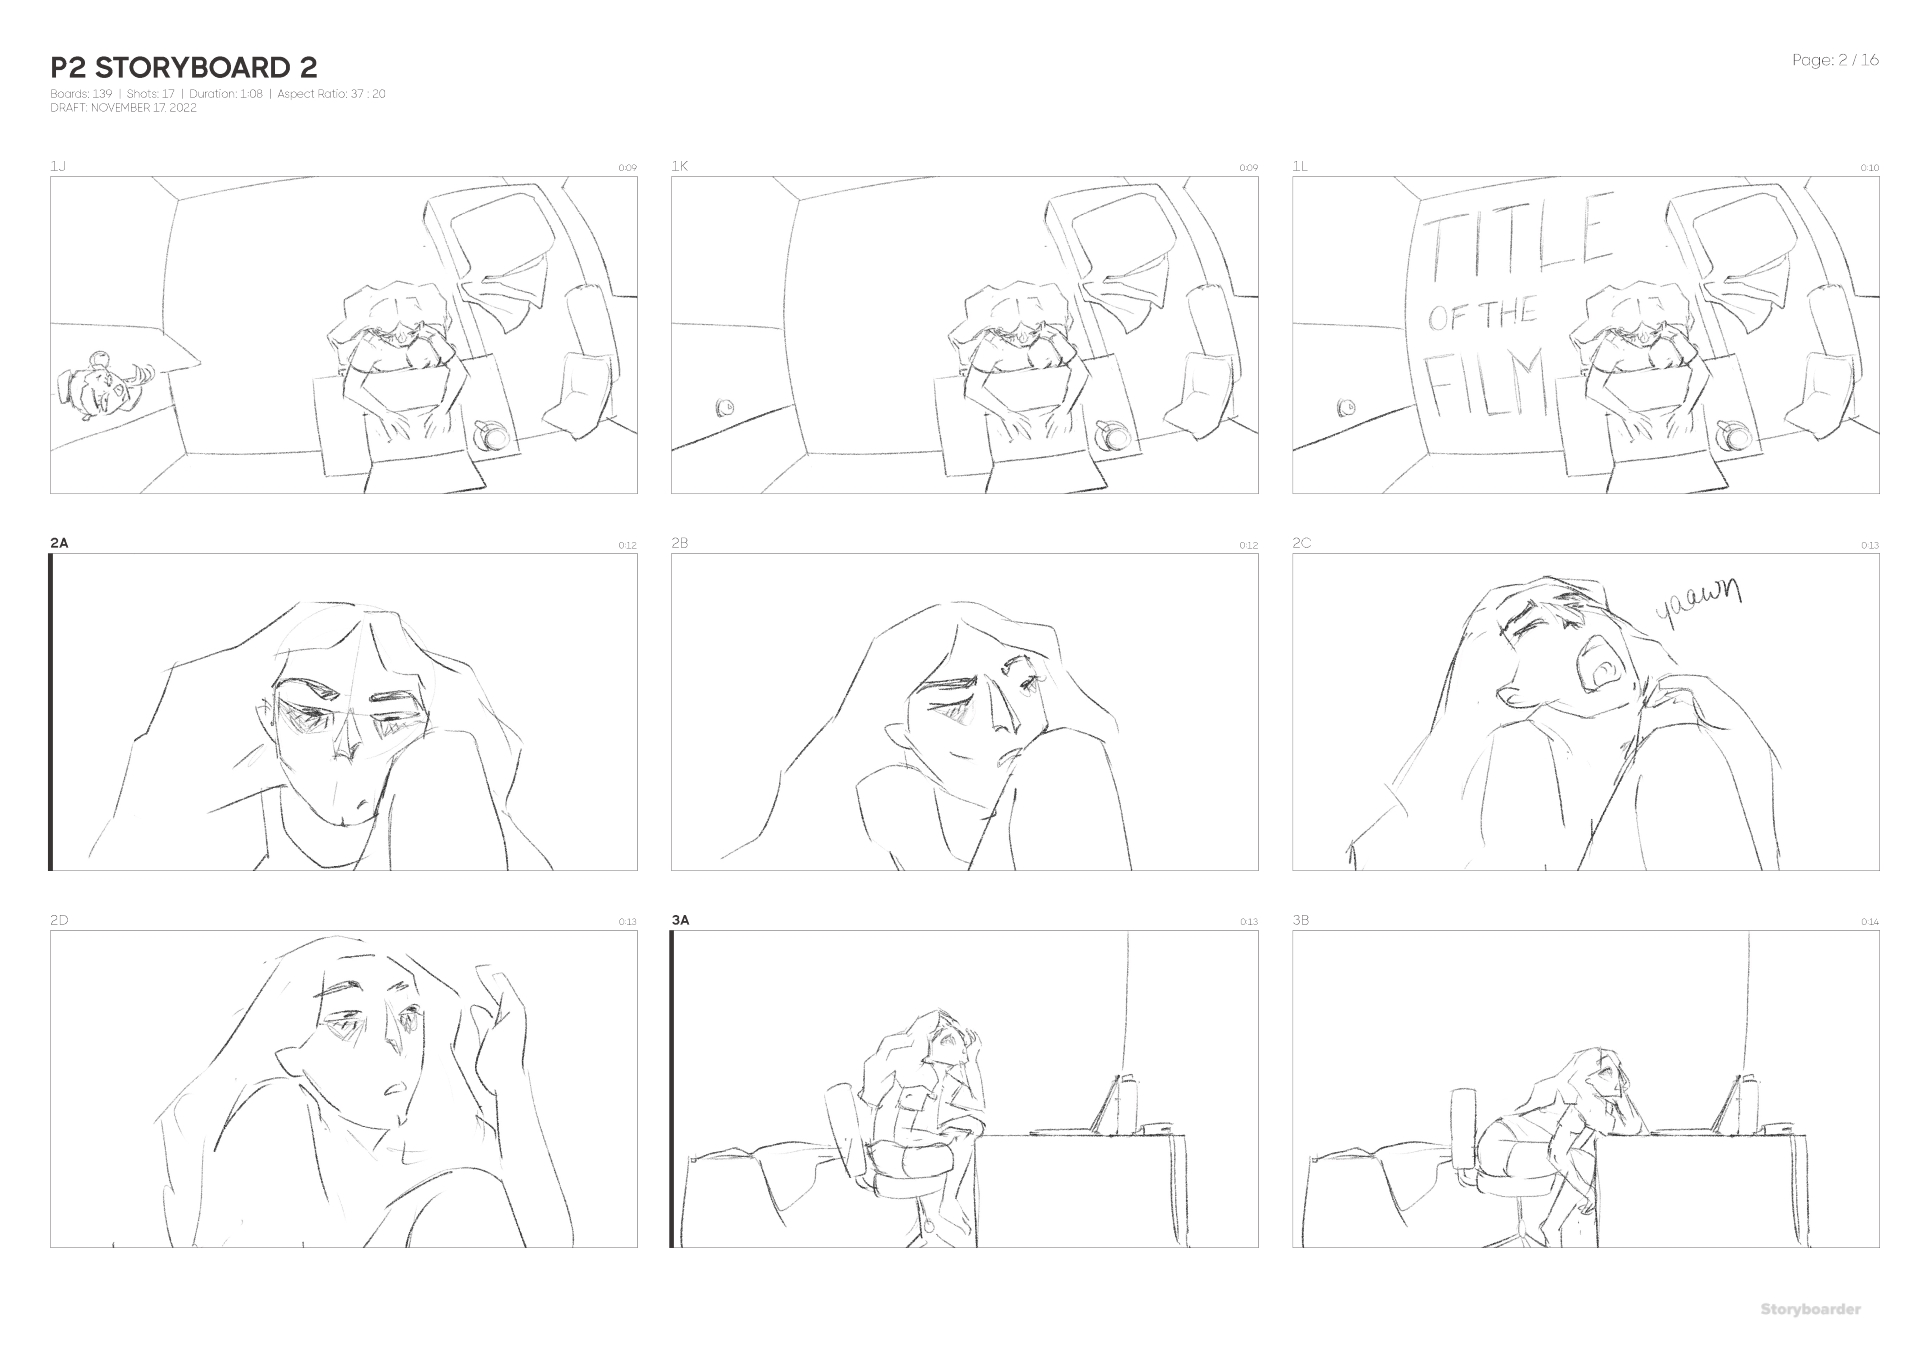 P2 STORYBOARD 2
Page: 2 / 16
Boards: 139 | Shots: 17 | Duration: 1:08 | Aspect Ratio: 37 : 20
DRAFT: NOVEMBER 17, 2022
1J 0:09
1K 0:09
1L 0:10
TITLE
OF THE
FILM
2A 0:12
2B 0:12
2C 0:13
yaawn
2D 0:13
3A 0:13
3B 0:14
Storyboarder